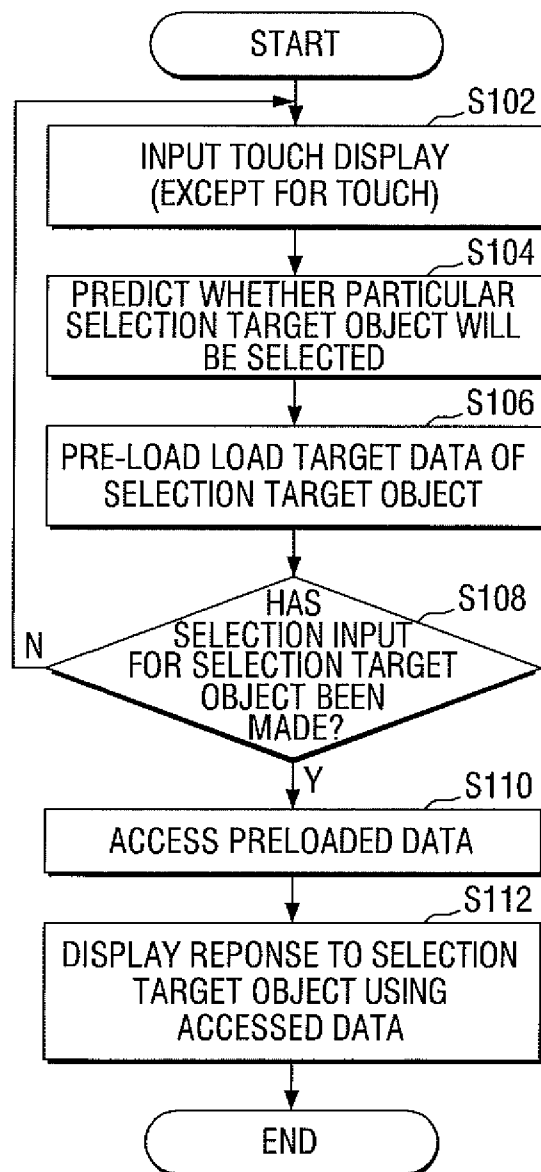 START
S102
INPUT TOUCH DISPLAY
(EXCEPT FOR TOUCH)
S104
PREDICT WHETHER PARTICULAR
SELECTION TARGET OBJECT WILL
BE SELECTED
S106
PRE-LOAD LOAD TARGET DATA OF
SELECTION TARGET OBJECT
S108
HAS
SELECTION INPUT
FOR SELECTION TARGET
OBJECT BEEN
MADE?
N
Y
S110
ACCESS PRELOADED DATA
S112
DISPLAY REPONSE TO SELECTION
TARGET OBJECT USING
ACCESSED DATA
END